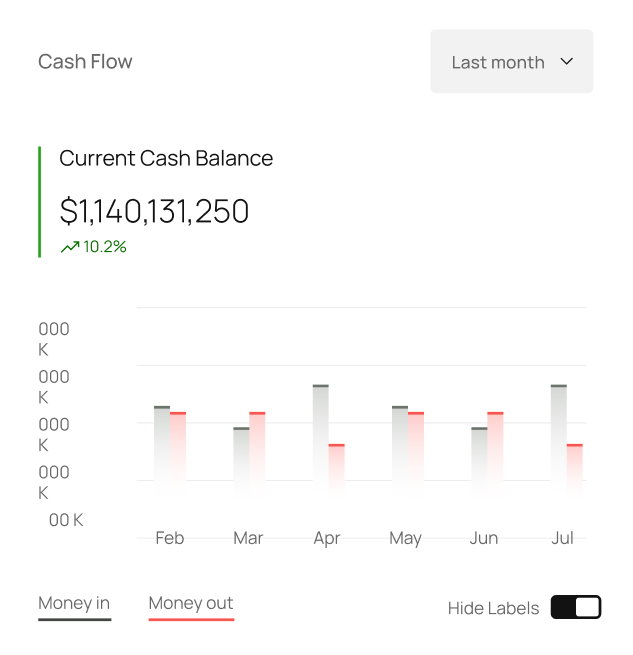 Cash Flow
Last month
Current Cash Balance
$1,140,131,250
10.2%
000
K
000
K
000
K
000
K
00 K
Feb Mar Apr May Jun Jul
Money in Money out Hide Labels